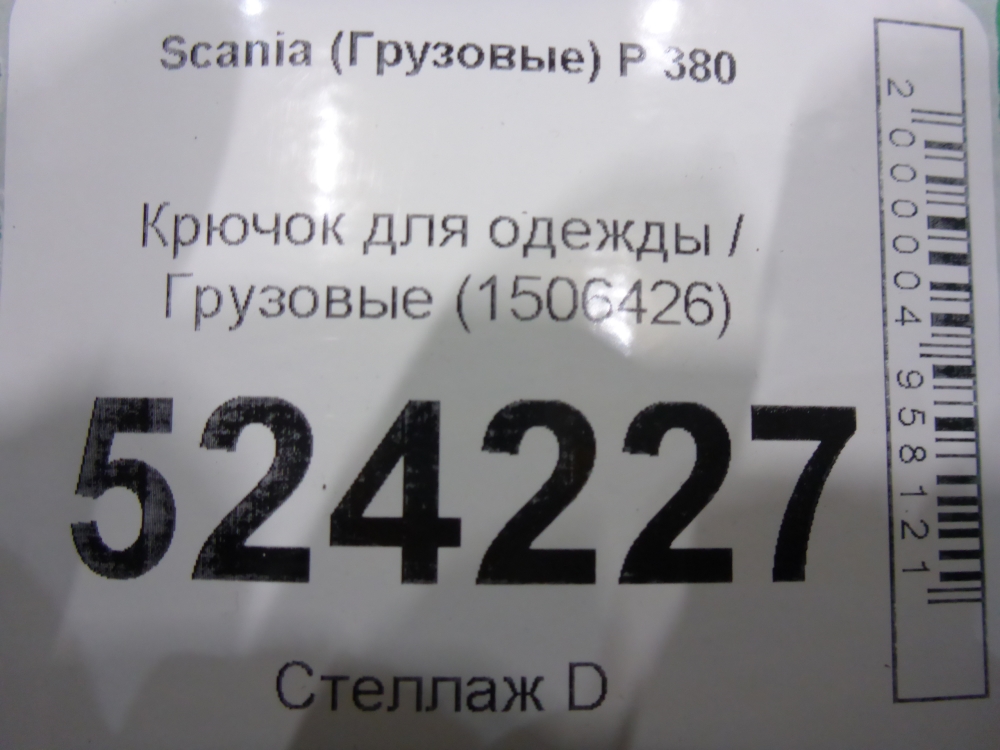 Scania (Грузовые) P 380
Крючок для одежды /
Грузовые (1506426)
524227
Стеллаж D
2000004958121